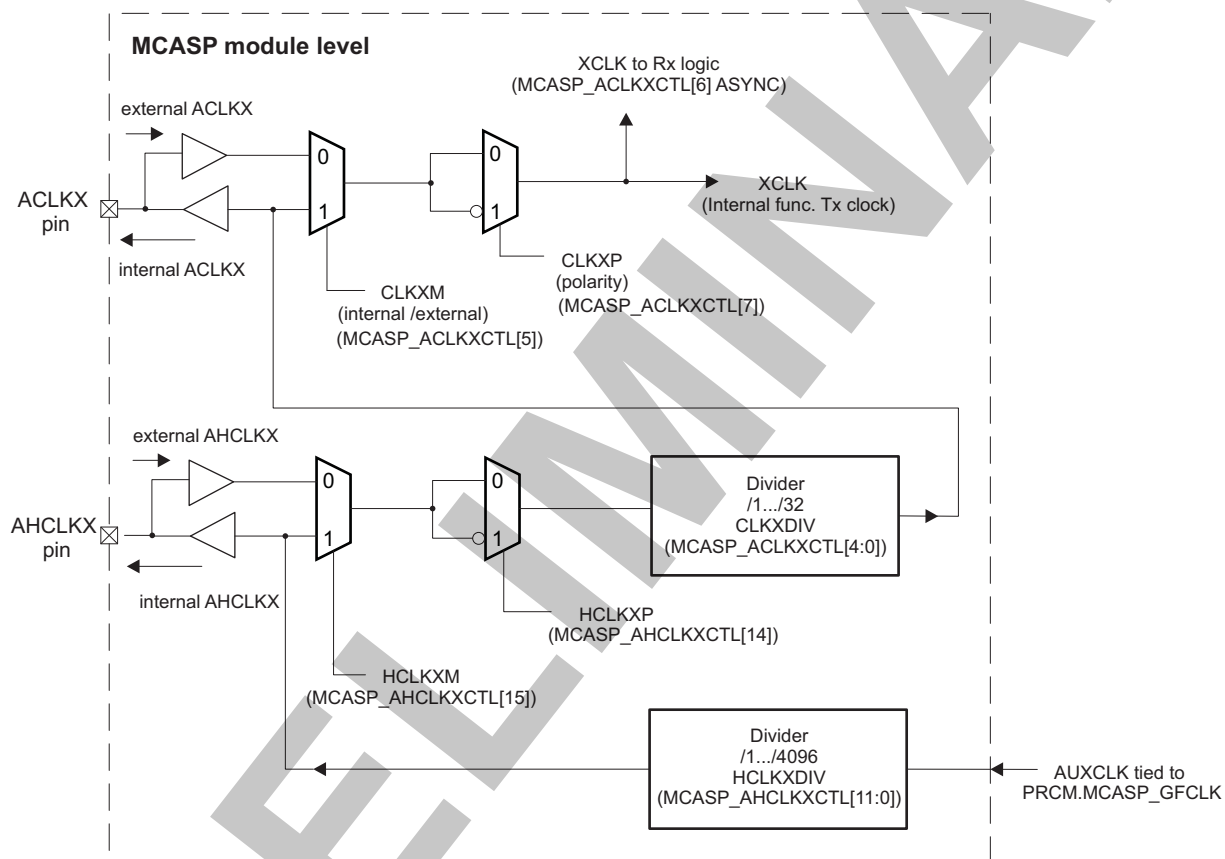 MCASP module level
XCLK to Rx logic
(MCASP_ACLKXCTL[6] ASYNC)
external ACLKX
0
0
ACLKX
pin
1
1
XCLK
(Internal func. Tx clock)
internal ACLKX
CLKXP
(polarity)
(MCASP_ACLKXCTL[7])
CLKXM
(internal /external)
(MCASP_ACLKXCTL[5])
external AHCLKX
0
0
Divider
/1.../32
CLKXDIV
(MCASP_ACLKXCTL[4:0])
AHCLKX
pin
1
1
internal AHCLKX
HCLKXP
(MCASP_AHCLKXCTL[14])
HCLKXM
(MCASP_AHCLKXCTL[15])
Divider
/1.../4096
HCLKXDIV
(MCASP_AHCLKXCTL[11:0])
AUXCLK tied to
PRCM.MCASP_GFCLK